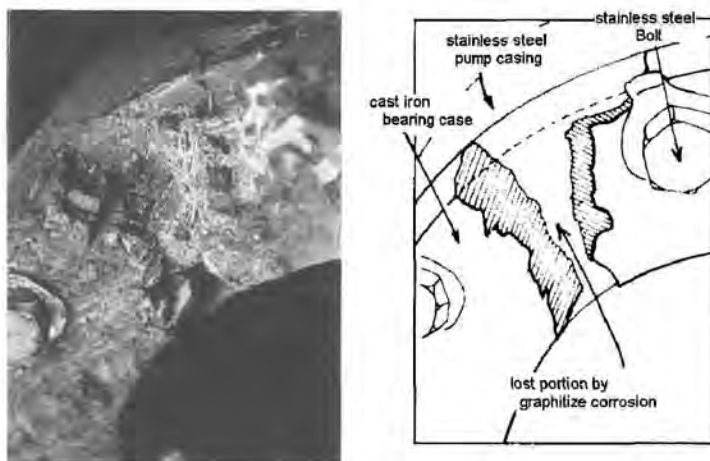 stainless steel
Bolt
stainless steel
pump casing
cast iron
bearing case
lost portion by
graphitize corrosion